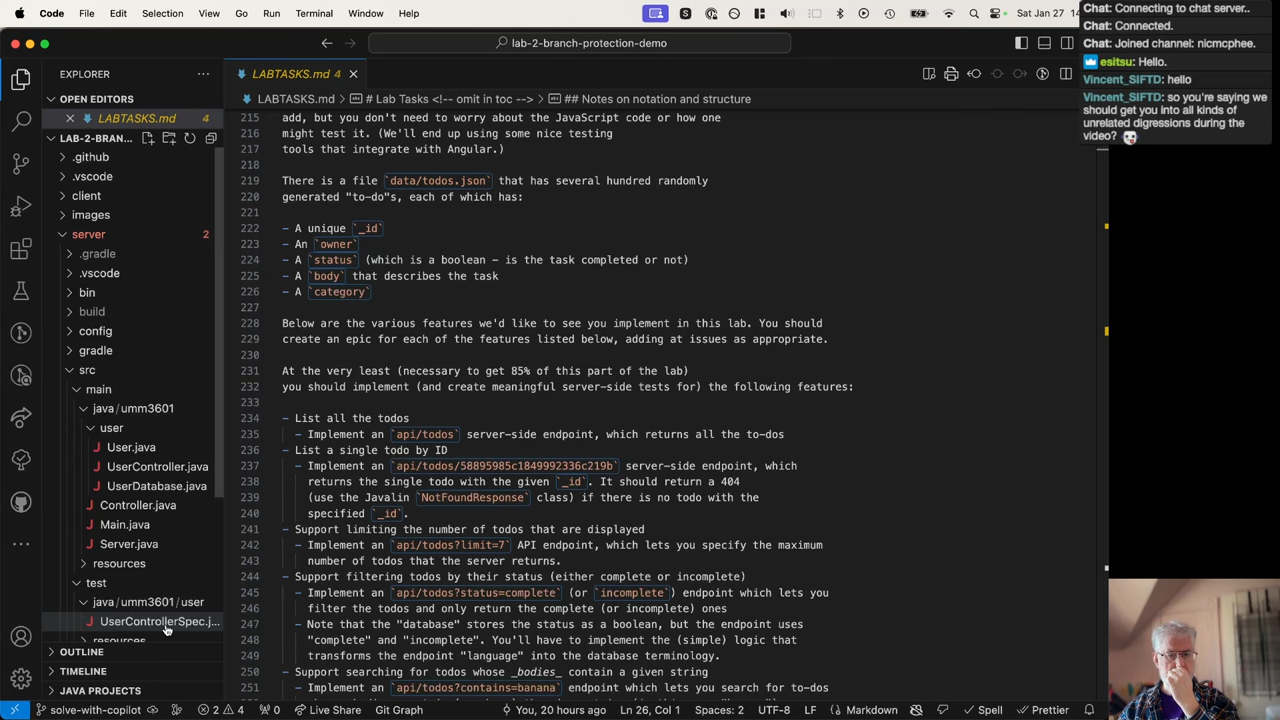 Code File Edit Selection View Go Run Terminal Window Help
Sat Jan 27 14
lab-2-branch-protection-demo
Chat: Connecting to chat server..
Chat: Connected.
Chat: Joined channel: nicmophee.
esitsu: Hello.
Vincent_SIFTD: hello
Vincent_SIFTD: so you're saying we
should get you into all kinds of
unrelated digressions during the
video?
EXPLORER
OPEN EDITORS
LABTASKS.md 4
LAB-2-BRAN...
.github
.vscode
client
images
server 2
.gradle
.vscode
bin
build
config
gradle
src
main
java/umm3601
user
J User.java
J UserController.java
J UserDatabase.java
J Controller.java
J Main.java
J Server.java
resources
test
java/umm3601/user
J UserControllerSpec.j...
resources
OUTLINE
TIMELINE
JAVA PROJECTS
LABTASKS.md 4
LABTASKS.md > # Lab Tasks <!-- omit in toc --> > ## Notes on notation and structure
215 add, but you don't need to worry about the JavaScript code or how one
216 might test it. (We'll end up using some nice testing
217 tools that integrate with Angular.)
218
219 There is a file `data/todos.json` that has several hundred randomly
220 generated "to-do"s, each of which has:
221
222 - A unique `_id`
223 - An `owner`
224 - A `status` (which is a boolean - is the task completed or not)
225 - A `body` that describes the task
226 - A `category`
227
228 Below are the various features we'd like to see you implement in this lab. You should
229 create an epic for each of the features listed below, adding at issues as appropriate.
230
231 At the very least (necessary to get 85% of this part of the lab)
232 you should implement (and create meaningful server-side tests for) the following features:
233
234 - List all the todos
235 - Implement an `api/todos` server-side endpoint, which returns all the to-dos
236 - List a single todo by ID
237 - Implement an `api/todos/58895985c1849992336c219b` server-side endpoint, which
238 returns the single todo with the given `_id`. It should return a 404
239 (use the Javalin `NotFoundResponse` class) if there is no todo with the
240 specified `_id`.
241 - Support limiting the number of todos that are displayed
242 - Implement an `api/todos?limit=7` API endpoint, which lets you specify the maximum
243 number of todos that the server returns.
244 - Support filtering todos by their status (either complete or incomplete)
245 - Implement an `api/todos?status=complete` (or `incomplete`) endpoint which lets you
246 filter the todos and only return the complete (or incomplete) ones
247 - Note that the "database" stores the status as a boolean, but the endpoint uses
248 "complete" and "incomplete". You'll have to implement the (simple) logic that
249 transforms the endpoint "language" into the database terminology.
250 - Support searching for todos whose _bodies_ contain a given string
251 - Implement an `api/todos?contains=banana` endpoint which lets you search for to-dos
solve-with-copilot 2 4 0 Live Share Git Graph You, 20 hours ago Ln 26, Col 1 Spaces: 2 UTF-8 LF Markdown Spell Prettier